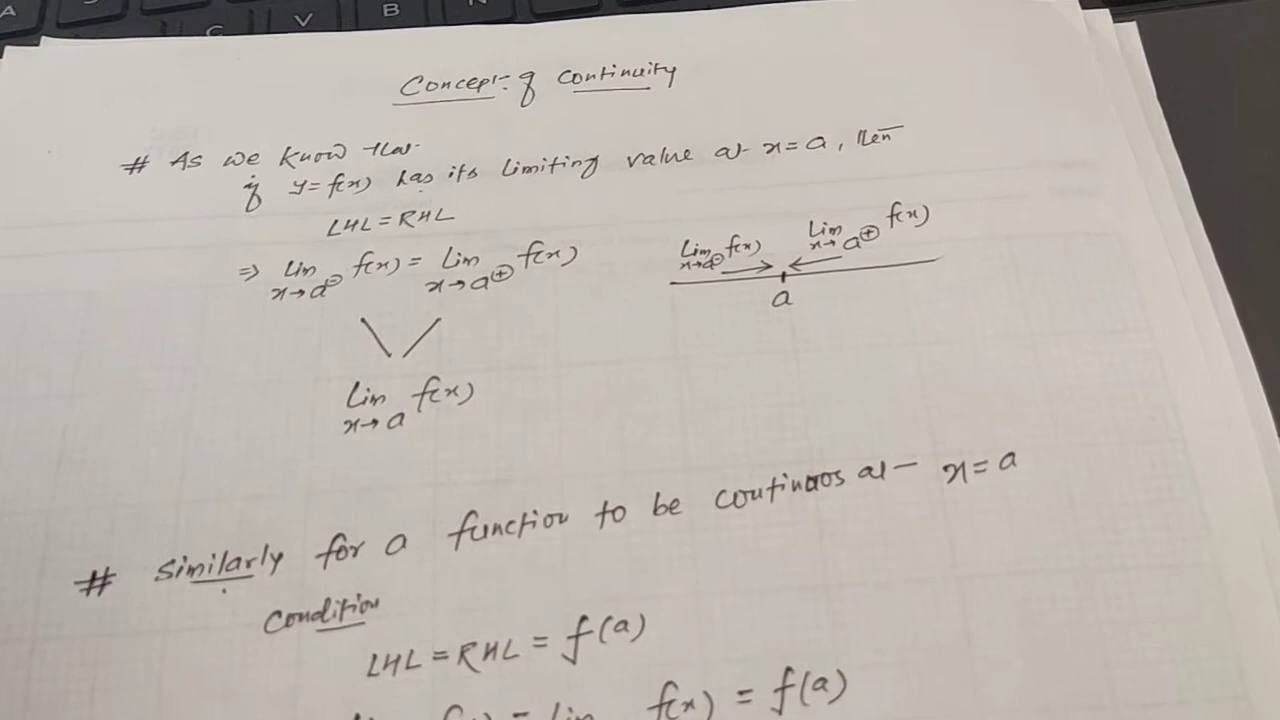 A C V B N
Concept of Continuity
# As we know that
if y = f(x) has its limiting value at x = a, then
LHL = RHL
⇒ Lim x→a⊖ f(x) = Lim x→a⊕ f(x)
Lim x→a⊖ f(x) Lim x→a⊕ f(x)
a
Lim x→a f(x)
# Similarly for a function to be continuos at x = a
Condition
LHL = RHL = f(a)
f(x) = lim f(x) = f(a)